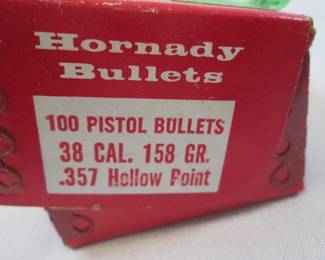 Hornady
Bullets
100 PISTOL BULLETS
38 CAL. 158 GR.
.357 Hollow Point